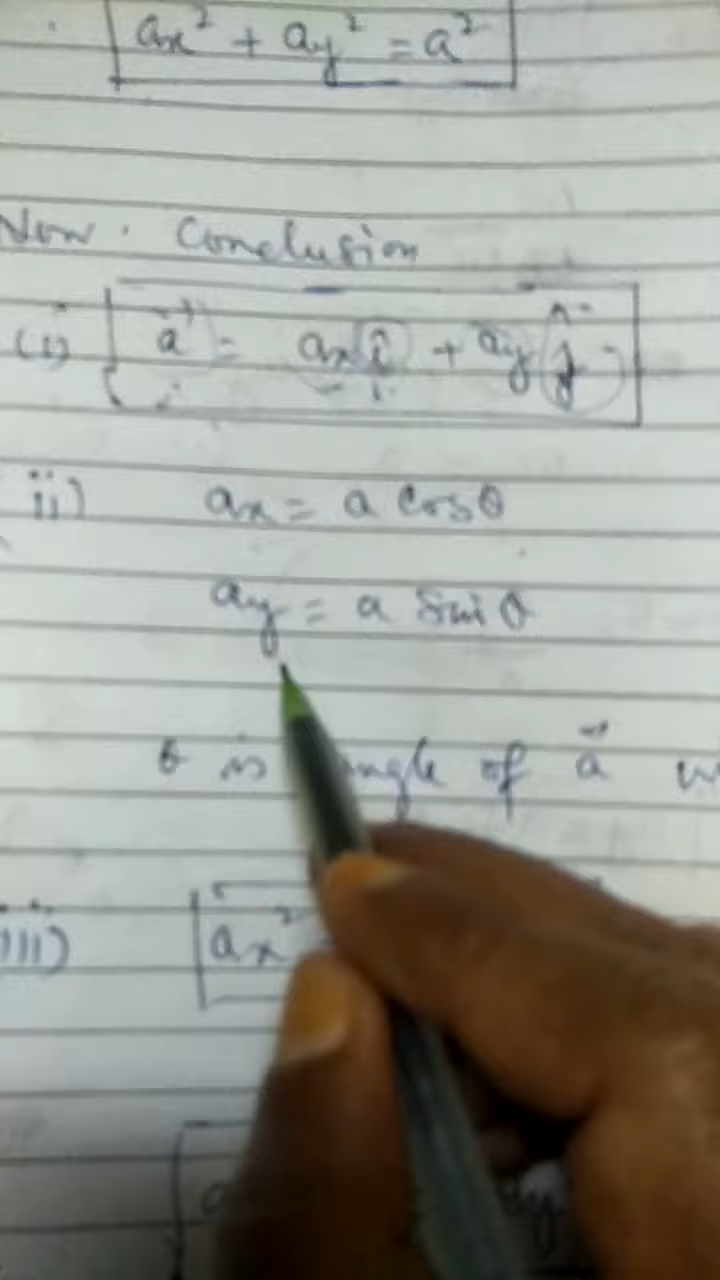 ax² + ay² = a²
Now. Conclusion
(i) a⃗ = ax î + ay ĵ
ii) ax = a cosθ
ay = a sinθ
θ is angle of a⃗
iii) ax²